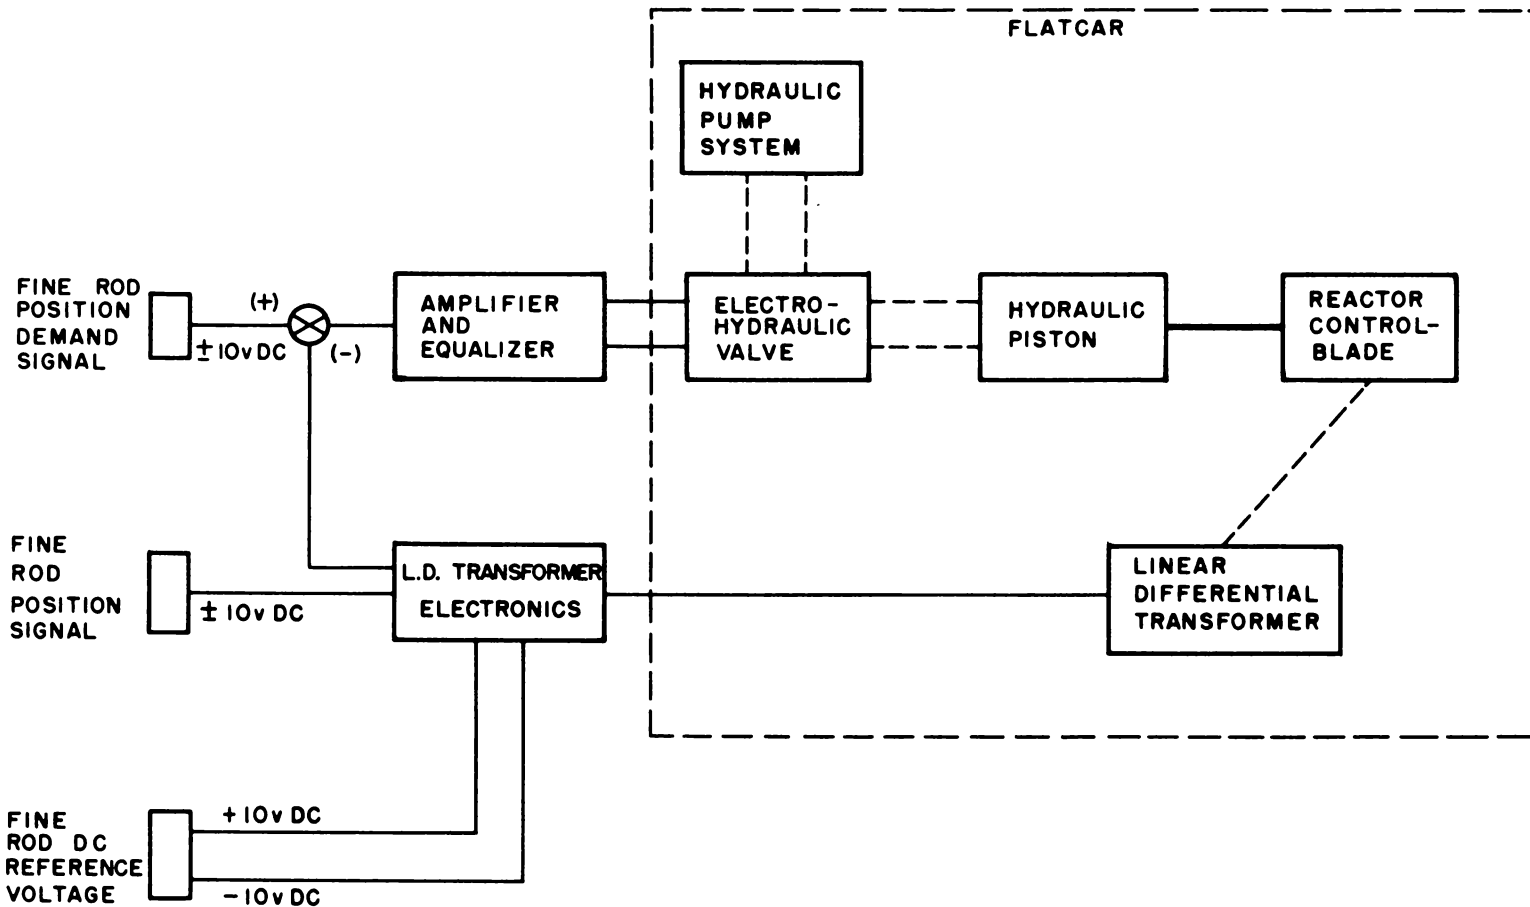 FLATCAR
HYDRAULIC
PUMP
SYSTEM
FINE ROD
POSITION
DEMAND
SIGNAL
(+)
± 10v DC
(-)
AMPLIFIER
AND
EQUALIZER
ELECTRO-
HYDRAULIC
VALVE
HYDRAULIC
PISTON
REACTOR
CONTROL-
BLADE
FINE
ROD
POSITION
SIGNAL
± 10v DC
L.D. TRANSFORMER
ELECTRONICS
LINEAR
DIFFERENTIAL
TRANSFORMER
FINE
ROD DC
REFERENCE
VOLTAGE
+10v DC
-10v DC